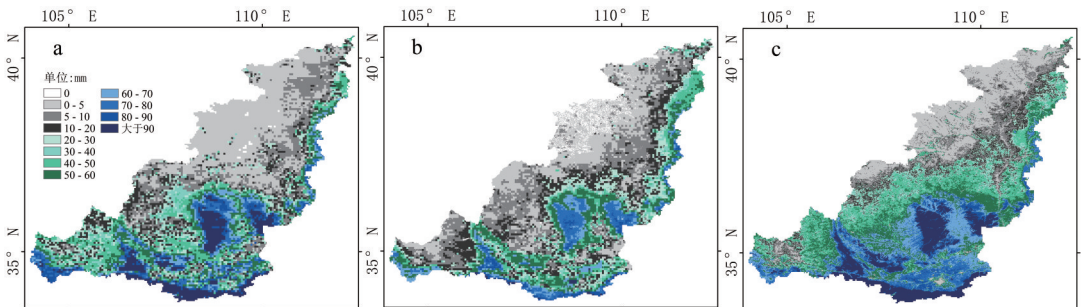 105° E 110° E
105° E 110° E
105° E 110° E
a
b
c
40° N
40° N
40° N
35° N
35° N
35° N
单位:mm
0
0 - 5
5 - 10
10 - 20
20 - 30
30 - 40
40 - 50
50 - 60
60 - 70
70 - 80
80 - 90
大于90